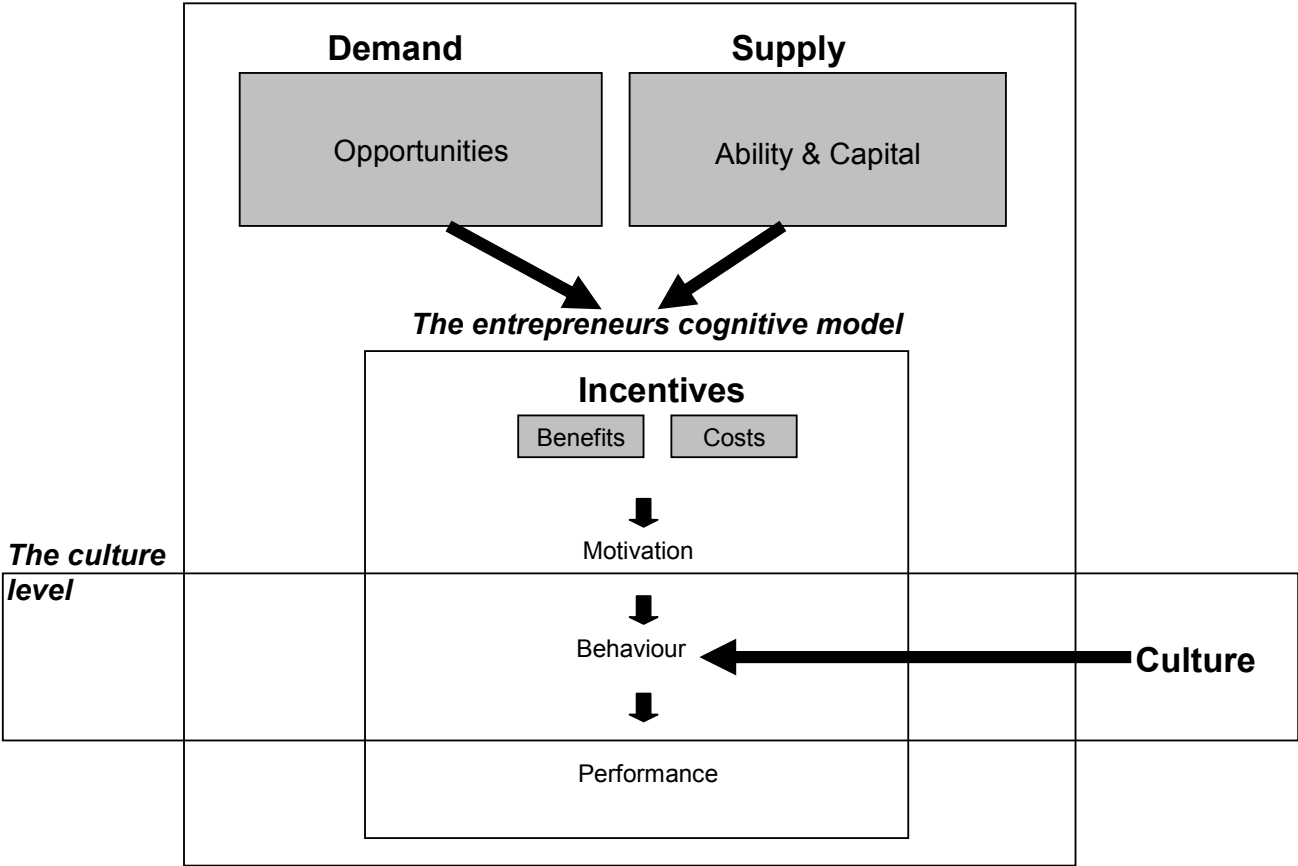 Demand
Supply
Opportunities
Ability & Capital
The entrepreneurs cognitive model
Incentives
Benefits
Costs
Motivation
The culture
level
Behaviour
Culture
Performance